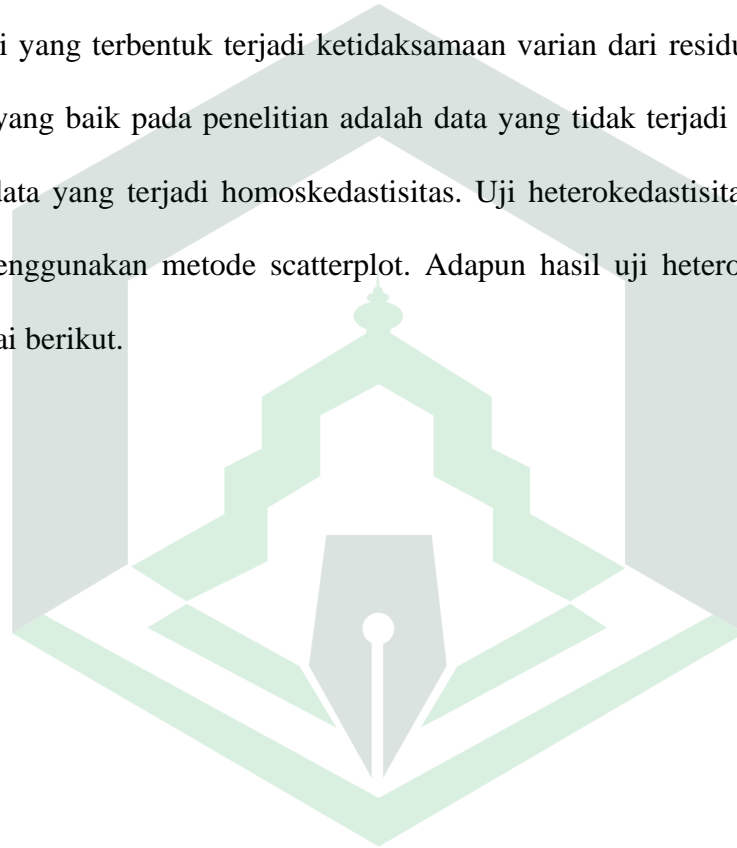 i yang terbentuk terjadi ketidaksamaan varian dari residu
yang baik pada penelitian adalah data yang tidak terjadi
data yang terjadi homoskedastisitas. Uji heterokedastisita
enggunakan metode scatterplot. Adapun hasil uji hetero
ai berikut.